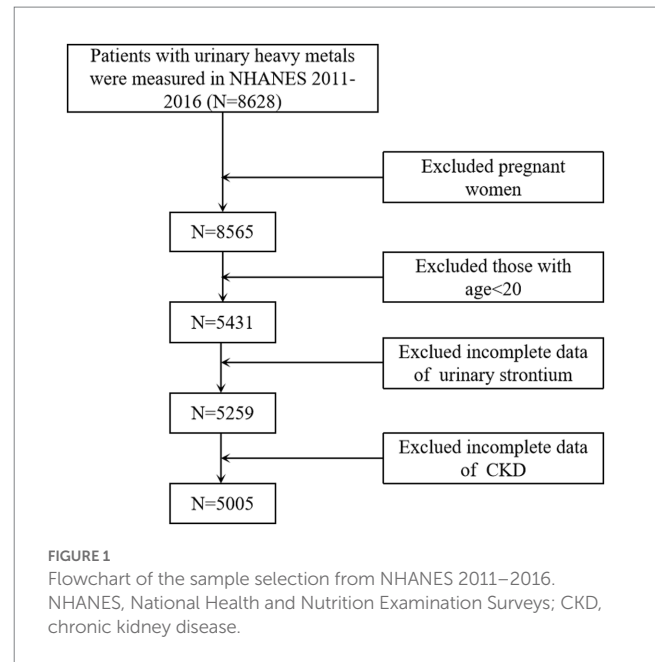 Patients with urinary heavy metals
were measured in NHANES 2011-
2016 (N=8628)
Excluded pregnant
women
N=8565
Excluded those with
age<20
N=5431
Exclued incomplete data
of urinary strontium
N=5259
Exclued incomplete data
of CKD
N=5005
FIGURE 1
Flowchart of the sample selection from NHANES 2011–2016.
NHANES, National Health and Nutrition Examination Surveys; CKD,
chronic kidney disease.